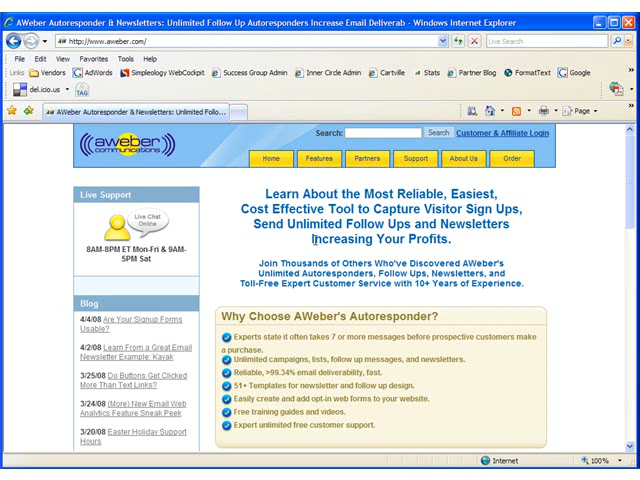 AWeber Autoresponder & Newsletters: Unlimited Follow Up Autoresponders Increase Email Deliverab - Windows Internet Explorer
http://www.aweber.com/
Live Search
File Edit View Favorites Tools Help
Links Vendors AdWords Simpleology WebCockpit Success Group Admin Inner Circle Admin Cartville Stats Partner Blog FormatText Google
del.icio.us TAG
AWeber Autoresponder & Newsletters: Unlimited Follo...
Page
Search: Search Customer & Affiliate Login
aweber
communications
Home Features Partners Support About Us Order
Live Support
Live Chat
Online
8AM-8PM ET Mon-Fri & 9AM-
5PM Sat
Blog
4/4/08 Are Your Signup Forms
Usable?
4/2/08 Learn From a Great Email
Newsletter Example: Kayak
3/25/08 Do Buttons Get Clicked
More Than Text Links?
3/24/08 (More) New Email Web
Analytics Feature Sneak Peek
3/20/08 Easter Holiday Support
Hours
Learn About the Most Reliable, Easiest,
Cost Effective Tool to Capture Visitor Sign Ups,
Send Unlimited Follow Ups and Newsletters
Increasing Your Profits.
Join Thousands of Others Who've Discovered AWeber's
Unlimited Autoresponders, Follow Ups, Newsletters, and
Toll-Free Expert Customer Service with 10+ Years of Experience.
Why Choose AWeber's Autoresponder?
Experts state it often takes 7 or more messages before prospective customers make
a purchase.
Unlimited campaigns, lists, follow up messages, and newsletters.
Reliable, >99.34% email deliverability, fast.
51+ Templates for newsletter and follow up design.
Easily create and add opt-in web forms to your website.
Free training guides and videos.
Expert unlimited free customer support.
Internet 100%